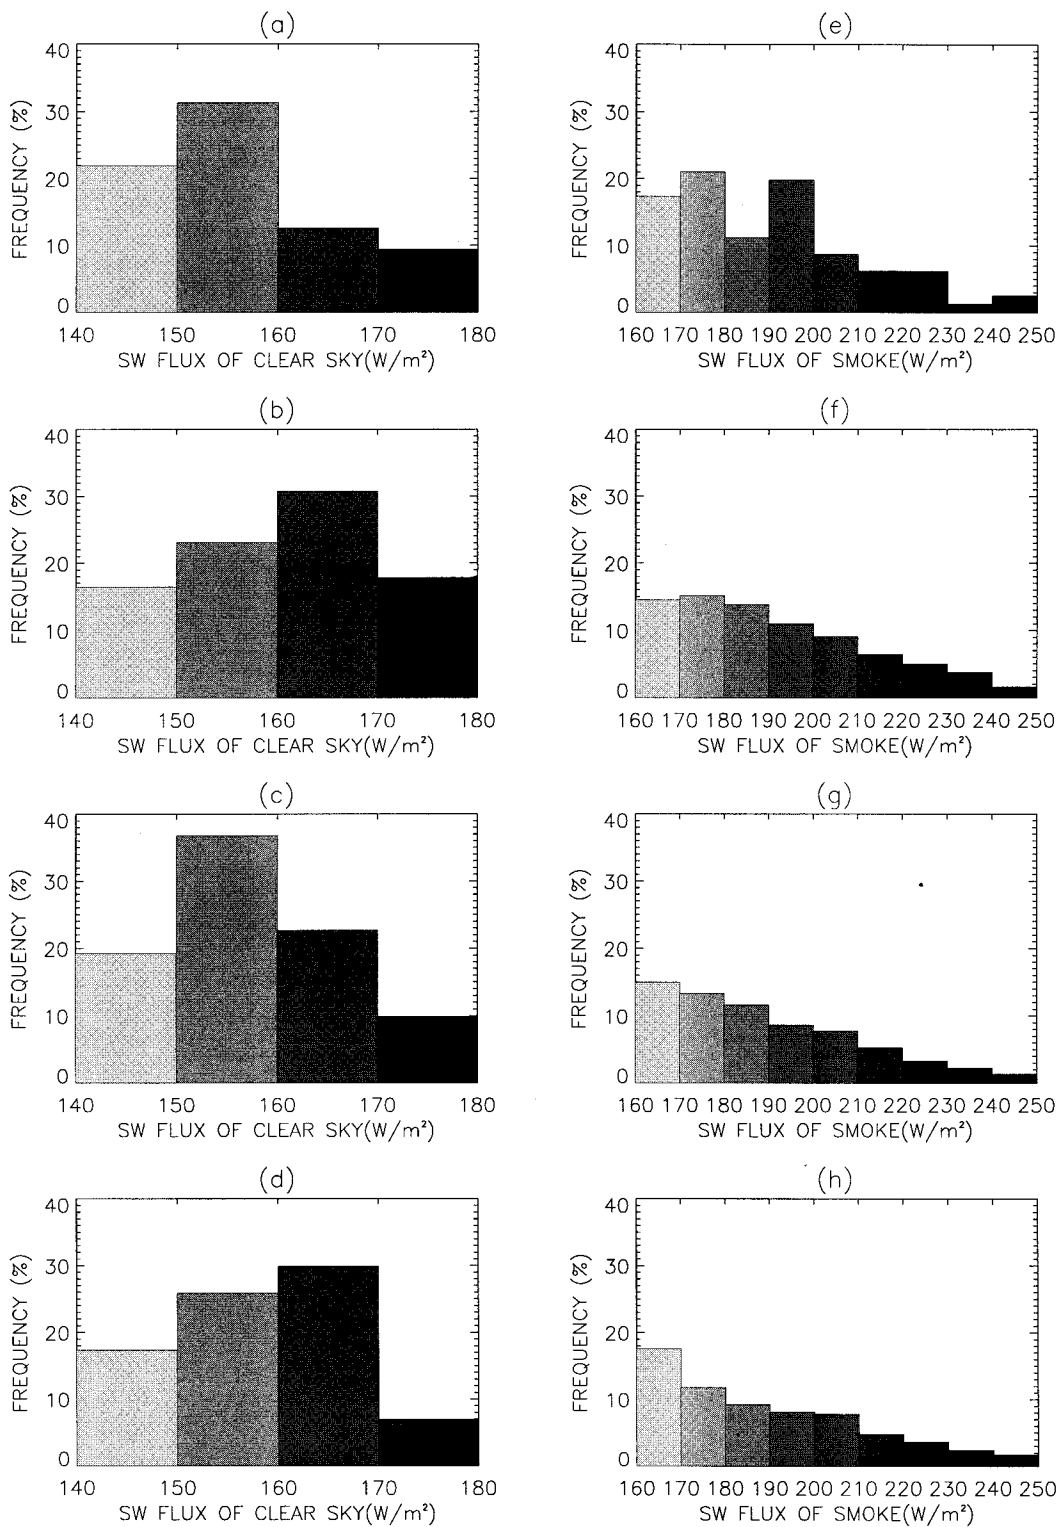 (a)
FREQUENCY (%)
40
30
20
10
0
140 150 160 170 180
SW FLUX OF CLEAR SKY(W/m²)
(e)
FREQUENCY (%)
40
30
20
10
0
160 170 180 190 200 210 220 230 240 250
SW FLUX OF SMOKE(W/m²)
(b)
FREQUENCY (%)
40
30
20
10
0
140 150 160 170 180
SW FLUX OF CLEAR SKY(W/m²)
(f)
FREQUENCY (%)
40
30
20
10
0
160 170 180 190 200 210 220 230 240 250
SW FLUX OF SMOKE(W/m²)
(c)
FREQUENCY (%)
40
30
20
10
0
140 150 160 170 180
SW FLUX OF CLEAR SKY(W/m²)
(g)
FREQUENCY (%)
40
30
20
10
0
160 170 180 190 200 210 220 230 240 250
SW FLUX OF SMOKE(W/m²)
(d)
FREQUENCY (%)
40
30
20
10
0
140 150 160 170 180
SW FLUX OF CLEAR SKY(W/m²)
(h)
FREQUENCY (%)
40
30
20
10
0
160 170 180 190 200 210 220 230 240 250
SW FLUX OF SMOKE(W/m²)